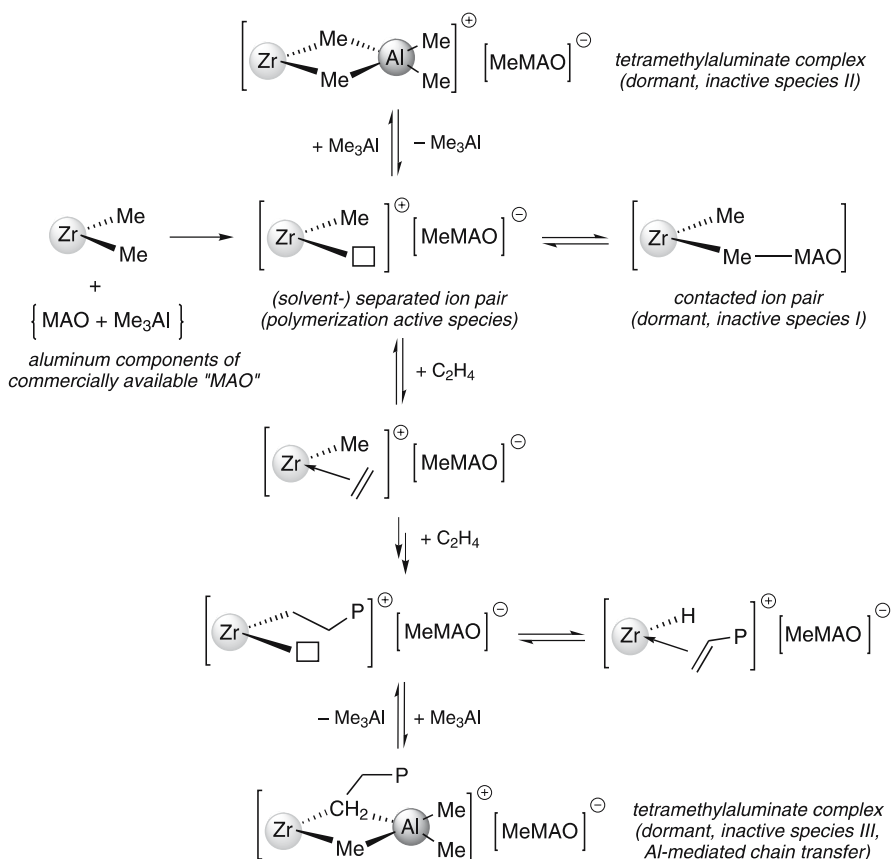 [Zr Me Me Al Me Me]⊕ [MeMAO]⊖
tetramethylaluminate complex
(dormant, inactive species II)
+ Me₃Al
– Me₃Al
Zr Me Me
+
{MAO + Me₃Al}
aluminum components of
commercially available "MAO"
[Zr Me]⊕ [MeMAO]⊖
(solvent-) separated ion pair
(polymerization active species)
[Zr Me Me—MAO]
contacted ion pair
(dormant, inactive species I)
+ C₂H₄
[Zr Me]⊕ [MeMAO]⊖
+ C₂H₄
[Zr P]⊕ [MeMAO]⊖
[Zr H P]⊕ [MeMAO]⊖
– Me₃Al
+ Me₃Al
[Zr CH₂ P Me Al Me Me]⊕ [MeMAO]⊖
tetramethylaluminate complex
(dormant, inactive species III,
Al-mediated chain transfer)